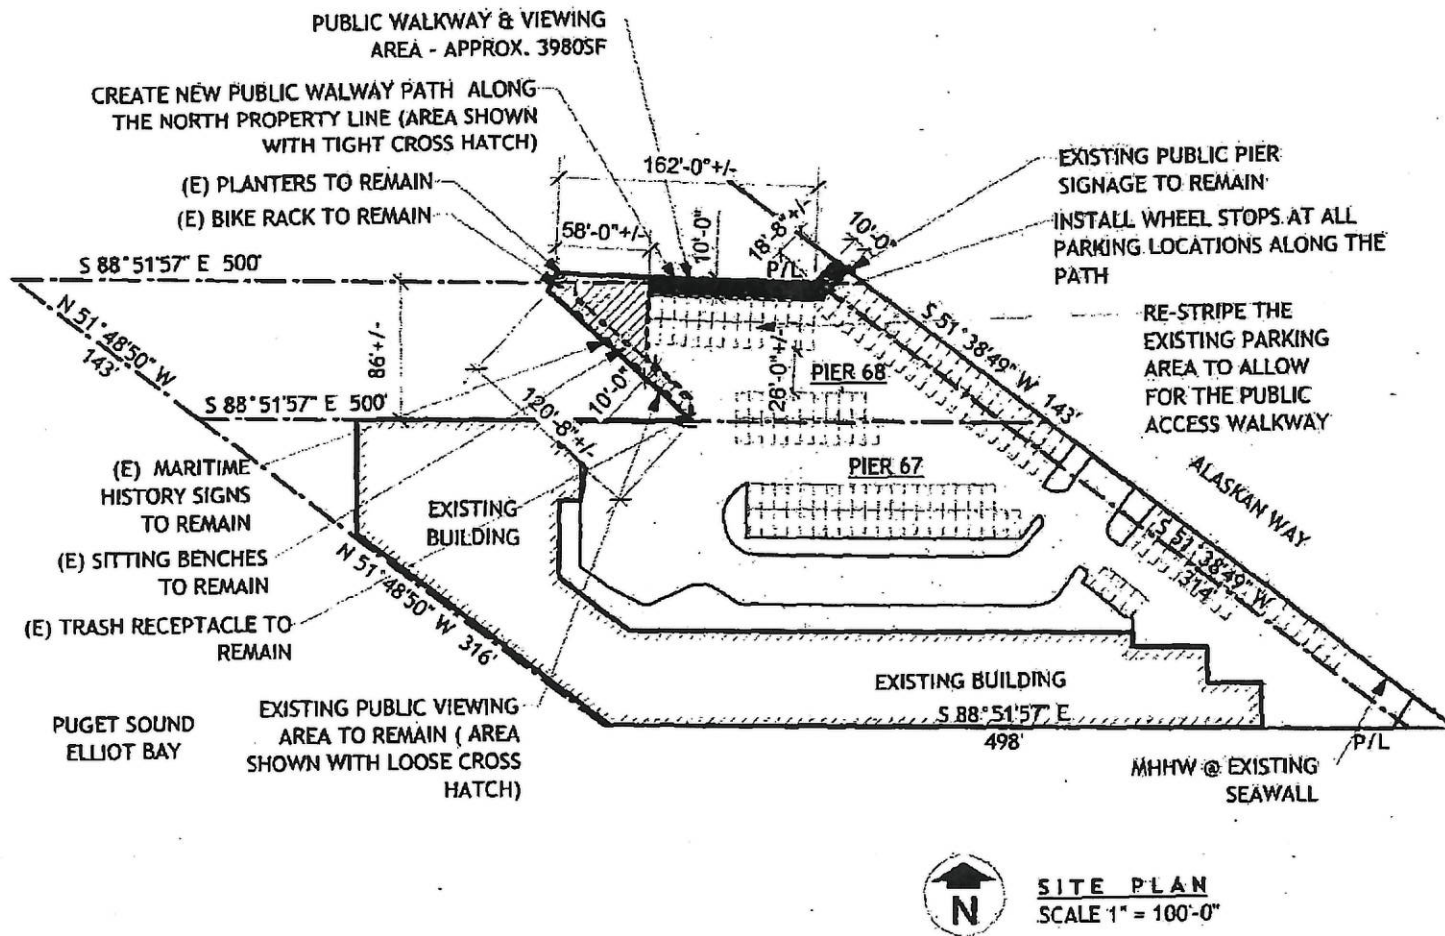 PUBLIC WALKWAY & VIEWING
AREA - APPROX. 3980SF
CREATE NEW PUBLIC WALWAY PATH ALONG
THE NORTH PROPERTY LINE (AREA SHOWN
WITH TIGHT CROSS HATCH)
(E) PLANTERS TO REMAIN
(E) BIKE RACK TO REMAIN
162'-0"+/-
58'-0"+/-
10'-0"
18'-8"+/-
10'-0"
P/L
EXISTING PUBLIC PIER
SIGNAGE TO REMAIN
INSTALL WHEEL STOPS AT ALL
PARKING LOCATIONS ALONG THE
PATH
RE-STRIPE THE
EXISTING PARKING
AREA TO ALLOW
FOR THE PUBLIC
ACCESS WALKWAY
S 88°51'57" E 500'
N 51°48'50" W
143'
86'+/-
S 88°51'57" E 500'
120'-8"+/-
10'-0"
26'-0"+/-
PIER 68
S 51°38'49" W
143'
PIER 67
ALASKAN WAY
S 51°38'49" W
314'
(E) MARITIME
HISTORY SIGNS
TO REMAIN
(E) SITTING BENCHES
TO REMAIN
(E) TRASH RECEPTACLE TO
REMAIN
EXISTING
BUILDING
N 51°48'50" W 316'
EXISTING BUILDING
S 88°51'57" E
498'
P/L
PUGET SOUND
ELLIOT BAY
EXISTING PUBLIC VIEWING
AREA TO REMAIN ( AREA
SHOWN WITH LOOSE CROSS
HATCH)
MHHW @ EXISTING
SEAWALL
N
SITE PLAN
SCALE 1" = 100'-0"